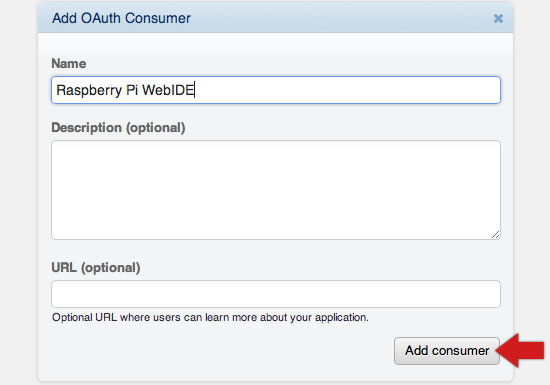 Add OAuth Consumer
Name
Raspberry Pi WebIDE
Description (optional)
URL (optional)
Optional URL where users can learn more about your application.
Add consumer